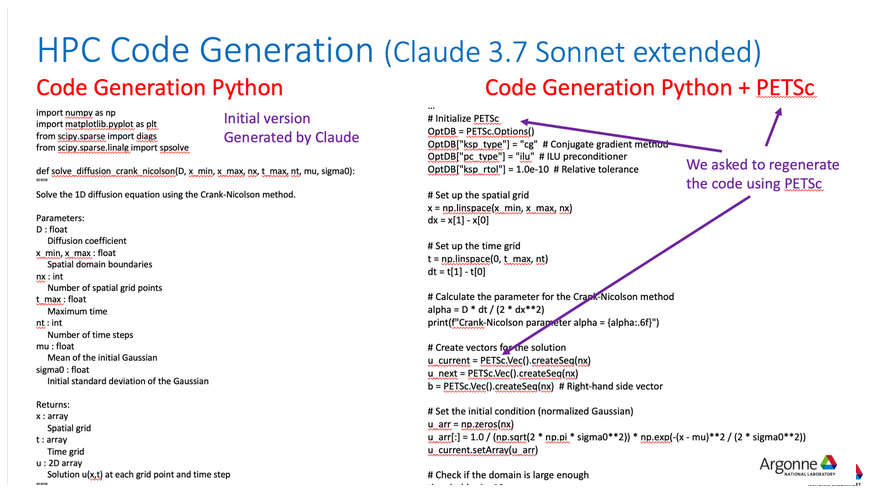 HPC Code Generation (Claude 3.7 Sonnet extended)
Code Generation Python
import numpy as np
import matplotlib.pyplot as plt
from scipy.sparse import diags
from scipy.sparse.linalg import spsolve
def solve_diffusion_crank_nicolson(D, x_min, x_max, nx, t_max, nt, mu, sigma0):
"""
Solve the 1D diffusion equation using the Crank-Nicolson method.
Parameters:
D : float
Diffusion coefficient
x_min, x_max : float
Spatial domain boundaries
nx : int
Number of spatial grid points
t_max : float
Maximum time
nt : int
Number of time steps
mu : float
Mean of the initial Gaussian
sigma0 : float
Initial standard deviation of the Gaussian
Returns:
x : array
Spatial grid
t : array
Time grid
u : 2D array
Solution u(x,t) at each grid point and time step
"""
Initial version
Generated by Claude
Code Generation Python + PETSc
...
# Initialize PETSc
OptDB = PETSc.Options()
OptDB["ksp_type"] = "cg" # Conjugate gradient method
OptDB["pc_type"] = "ilu" # ILU preconditioner
OptDB["ksp_rtol"] = 1.0e-10 # Relative tolerance
# Set up the spatial grid
x = np.linspace(x_min, x_max, nx)
dx = x[1] - x[0]
# Set up the time grid
t = np.linspace(0, t_max, nt)
dt = t[1] - t[0]
# Calculate the parameter for the Crank-Nicolson method
alpha = D * dt / (2 * dx**2)
print(f"Crank-Nicolson parameter alpha = {alpha:.6f}")
# Create vectors for the solution
u_current = PETSc.Vec().createSeq(nx)
u_next = PETSc.Vec().createSeq(nx)
b = PETSc.Vec().createSeq(nx) # Right-hand side vector
# Set the initial condition (normalized Gaussian)
u_arr = np.zeros(nx)
u_arr[:] = 1.0 / (np.sqrt(2 * np.pi * sigma0**2)) * np.exp(-(x - mu)**2 / (2 * sigma0**2))
u_current.setArray(u_arr)
# Check if the domain is large enough
We asked to regenerate
the code using PETSc
Argonne
NATIONAL LABORATORY